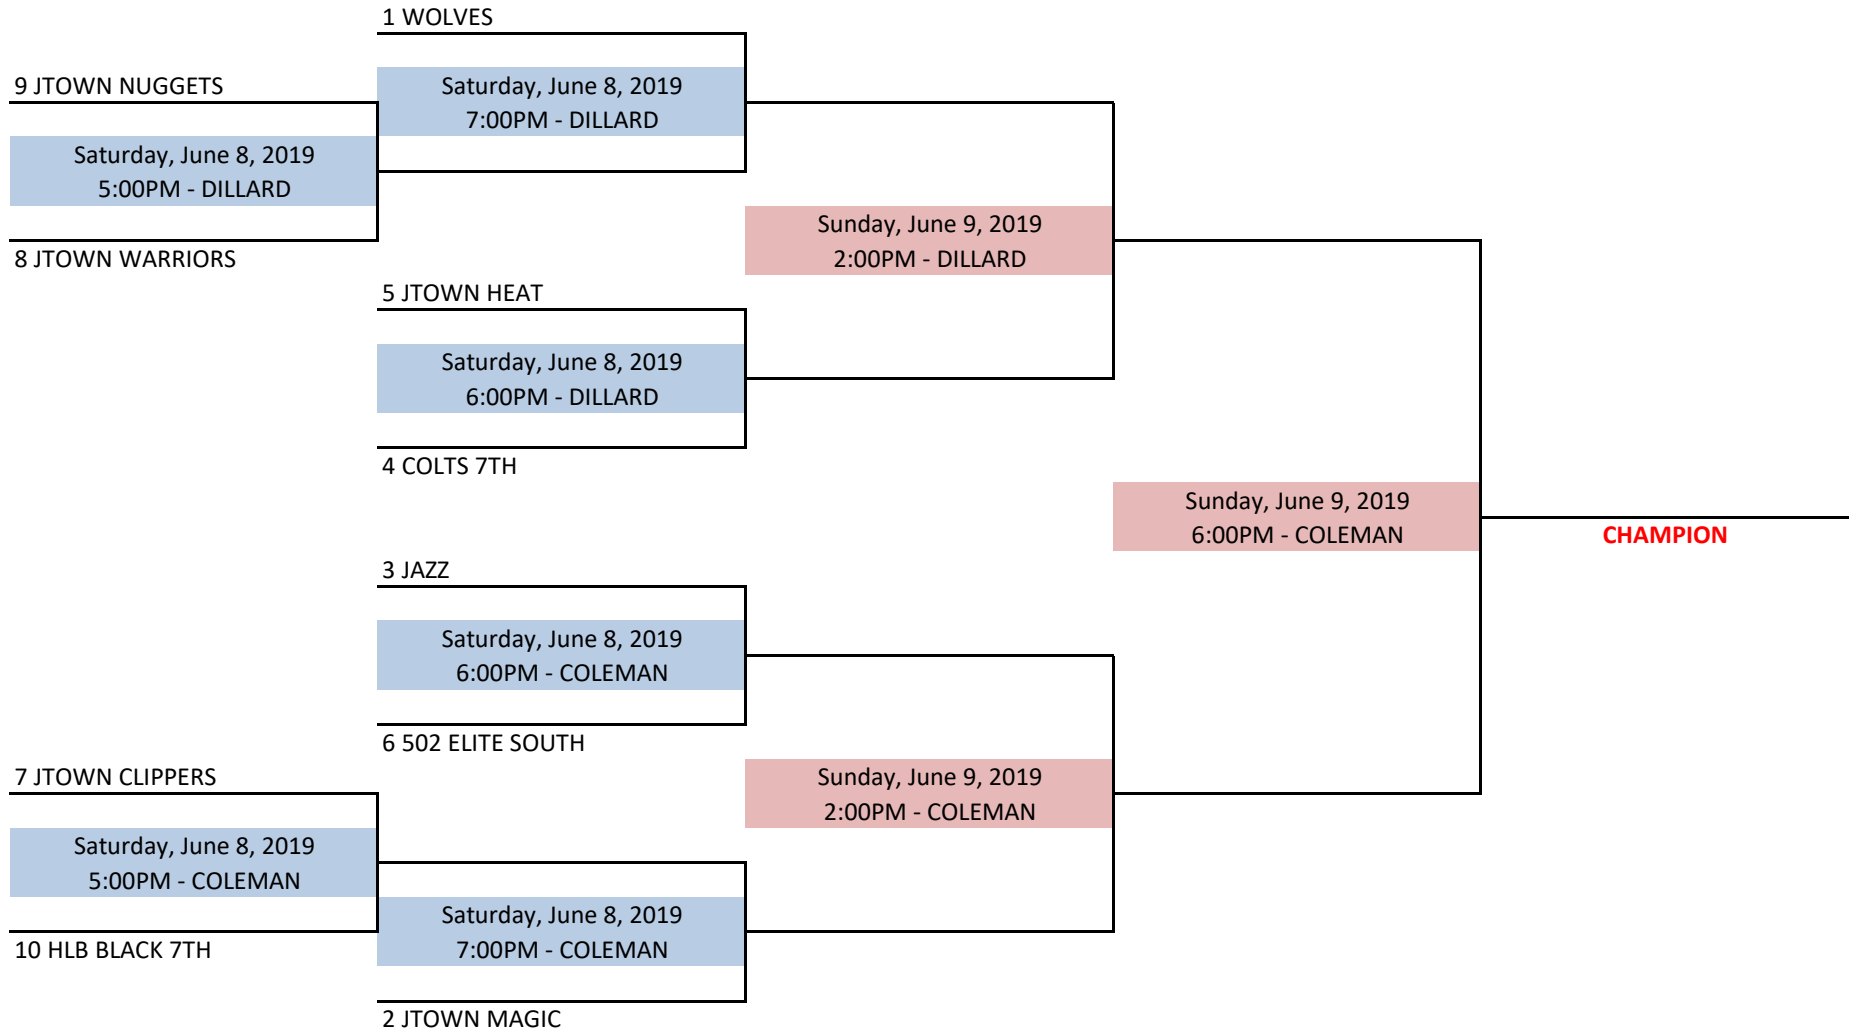 1 WOLVES
9 JTOWN NUGGETS
Saturday, June 8, 2019
7:00PM - DILLARD
Saturday, June 8, 2019
5:00PM - DILLARD
8 JTOWN WARRIORS
Sunday, June 9, 2019
2:00PM - DILLARD
5 JTOWN HEAT
Saturday, June 8, 2019
6:00PM - DILLARD
4 COLTS 7TH
Sunday, June 9, 2019
6:00PM - COLEMAN
CHAMPION
3 JAZZ
Saturday, June 8, 2019
6:00PM - COLEMAN
6 502 ELITE SOUTH
7 JTOWN CLIPPERS
Sunday, June 9, 2019
2:00PM - COLEMAN
Saturday, June 8, 2019
5:00PM - COLEMAN
10 HLB BLACK 7TH
Saturday, June 8, 2019
7:00PM - COLEMAN
2 JTOWN MAGIC